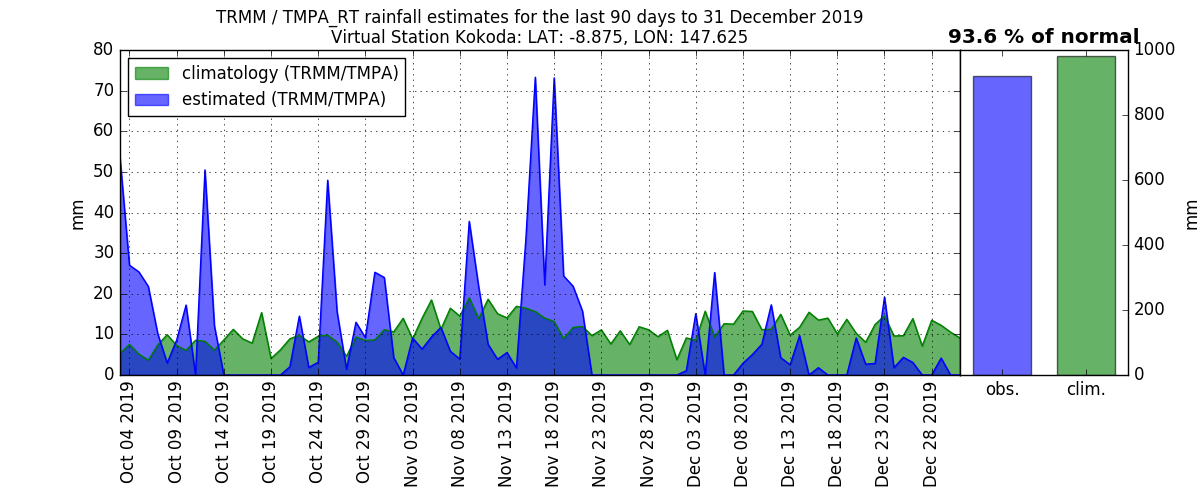 TRMM / TMPA_RT rainfall estimates for the last 90 days to 31 December 2019
Virtual Station Kokoda: LAT: -8.875, LON: 147.625
93.6 % of normal
climatology (TRMM/TMPA)
estimated (TRMM/TMPA)
mm
80
70
60
50
40
30
20
10
0
Oct 04 2019
Oct 09 2019
Oct 14 2019
Oct 19 2019
Oct 24 2019
Oct 29 2019
Nov 03 2019
Nov 08 2019
Nov 13 2019
Nov 18 2019
Nov 23 2019
Nov 28 2019
Dec 03 2019
Dec 08 2019
Dec 13 2019
Dec 18 2019
Dec 23 2019
Dec 28 2019
obs.
clim.
1000
800
600
400
200
0
mm